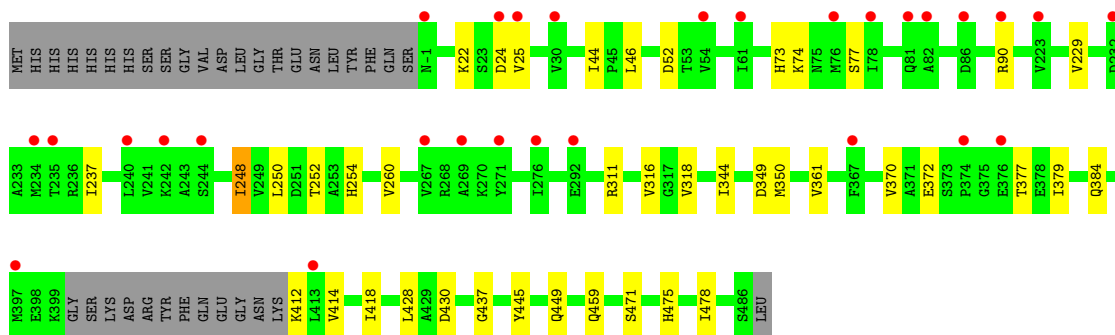 MET HIS HIS HIS HIS HIS HIS SER SER GLY VAL ASP LEU GLY THR GLU ASN LEU TYR PHE GLN SER N-1 K22 S23 D24 V25 V30 I44 P45 L46 D52 T53 V54 I61 H73 K74 N75 M76 S77 I78 Q81 A82 D86 R90 V223 V229 D232
A233 M234 T235 R236 I237 L240 V241 K242 A243 S244 I248 V249 L250 D251 T252 A253 H254 V260 V267 R268 A269 K270 Y271 I276 E292 R311 V316 G317 V318 I344 D349 M350 V361 F367 V370 A371 E372 S373 P374 G375 E376 T377 E378 I379 Q384
M397 E398 K399 GLY SER LYS ASP ARG TYR PHE GLN GLU GLY ASN LYS K412 L413 V414 I418 L428 A429 D430 G437 Y445 Q449 Q459 S471 H475 I478 S486 LEU